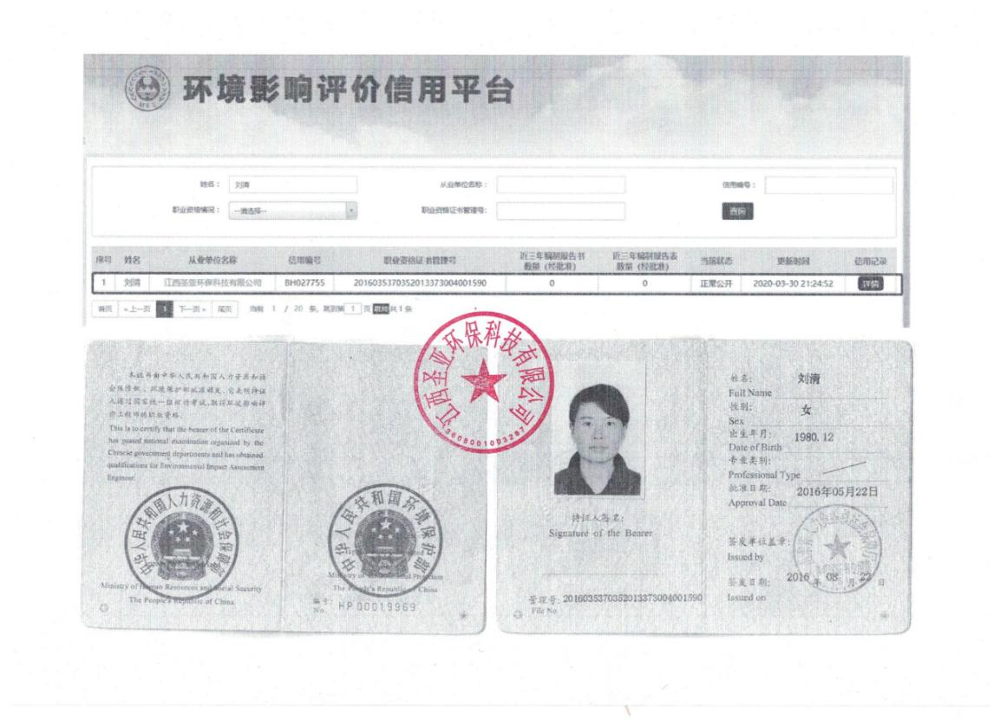 环境影响评价信用平台
姓名： 刘清 从业单位名称： 信用编号：
职业资格情况： --请选择-- 职业资格证书管理号： 查询
序号 姓名 从业单位名称 信用编号 职业资格证书管理号 近三年编制报告书数量（经批准） 近三年编制报告表数量（经批准） 当前状态 更新时间 信用记录
1 刘清 江西圣亚环保科技有限公司 BH027755 2016035370352013373004001590 0 0 正常公开 2020-03-30 21:24:52 详情
首页 «上一页 1 下一页» 尾页 当前 1 / 20 条，跳到第 1 页 跳转 共1条
江西圣亚环保科技有限公司
3608001003287
本证书由中华人民共和国人力资源和社
会保障部、环境保护部批准颁发。它表明持证
人通过国家统一组织的考试，取得环境影响评
价工程师的职业资格。
This is to certify that the bearer of the Certificate
has passed national examination organized by the
Chinese government departments and has obtained
qualifications for Environmental Impact Assessment
Engineer.
中华人民共和国人力资源和社会保障部
Ministry of Human Resources and Social Security
The People's Republic of China
中华人民共和国环境保护部
Ministry of Environmental Protection
The People's Republic of China
编号：
No. HP 00019969
持证人签名：
Signature of the Bearer
管理号： 2016035370352013373004001590
File No.
姓名： 刘清
Full Name
性别： 女
Sex
出生年月： 1980. 12
Date of Birth
专业类别：
Professional Type
批准日期： 2016年05月22日
Approval Date
签发单位盖章：
Issued by
签发日期： 2016 年 08 月 22 日
Issued on